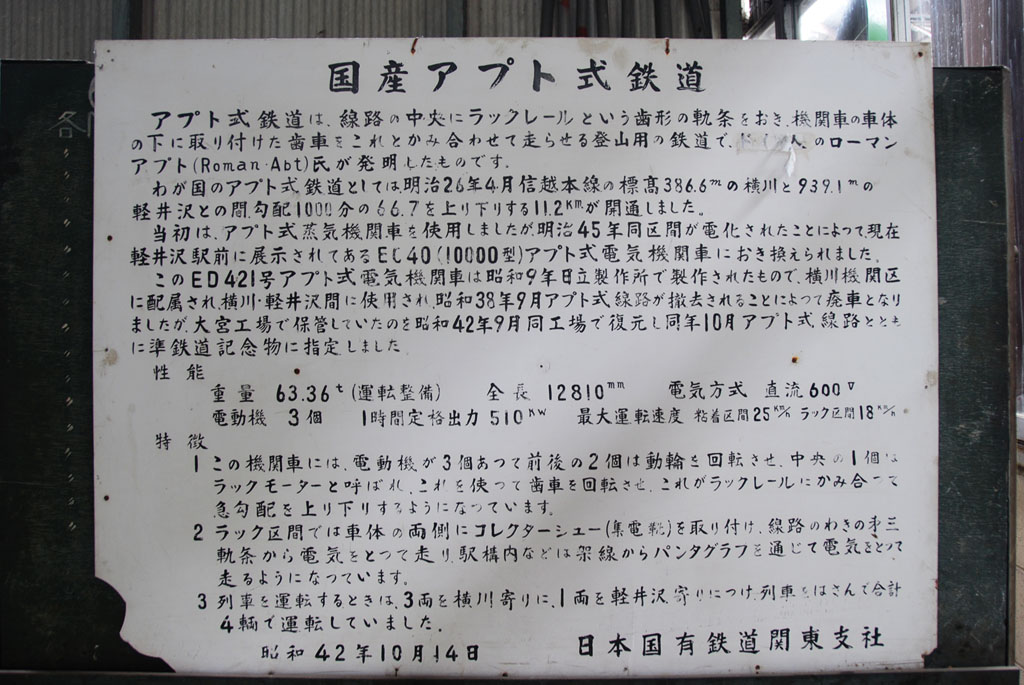 国産アプト式鉄道
アプト式鉄道は、線路の中央にラックレールという歯形の軌条をおき、機関車の車体
の下に取り付けた歯車をこれとかみ合わせて走らせる登山用の鉄道で、のローマン
アプト(Roman・Abt)氏が発明したものです。
わが国のアプト式鉄道としては、明治26年4月信越本線の標高386.6mの横川と939.1mの
軽井沢との間、勾配1000分の66.7を上り下りする11.2Kmが開通しました。
当初は、アプト式蒸気機関車を使用しましたが、明治45年同区間が電化されたことによつて、現在
軽井沢駅前に展示されてあるEC40(10000型)アプト式電気機関車におき換えられました。
このED421号アプト式電気機関車は昭和9年日立製作所で製作されたもので、横川機関区
に配属され、横川・軽井沢間に使用され、昭和38年9月アプト式線路が撤去されることによつて廃車となり
ましたが、大宮工場で保管していたのを昭和42年9月同工場で復元し同年10月アプト式線路ととも
に準鉄道記念物に指定しました。
性能
重量 63.36t(運転整備) 全長 12810mm 電気方式 直流600V
電動機 3個 1時間定格出力510KW 最大運転速度 粘着区間25KM/h ラック区間18KM/h
特徴
1 この機関車には、電動機が3個あつて前後の2個は動輪を回転させ、中央の1個は
ラックモーターと呼ばれ、これを使つて歯車を回転させ、これがラックレールにかみ合つて
急勾配を上り下りするようになつています。
2 ラック区間では車体の両側にコレクターシュー(集電靴)を取り付け、線路のわきの第三
軌条から電気をとつて走り、駅構内などは架線からパンタグラフを通じて電気をとつて
走るようになつています。
3 列車を運転するときは、3両を横川寄りに、1両を軽井沢寄りにつけ、列車をはさんで合計
4輌で運転していました。
昭和42年10月14日 日本国有鉄道関東支社